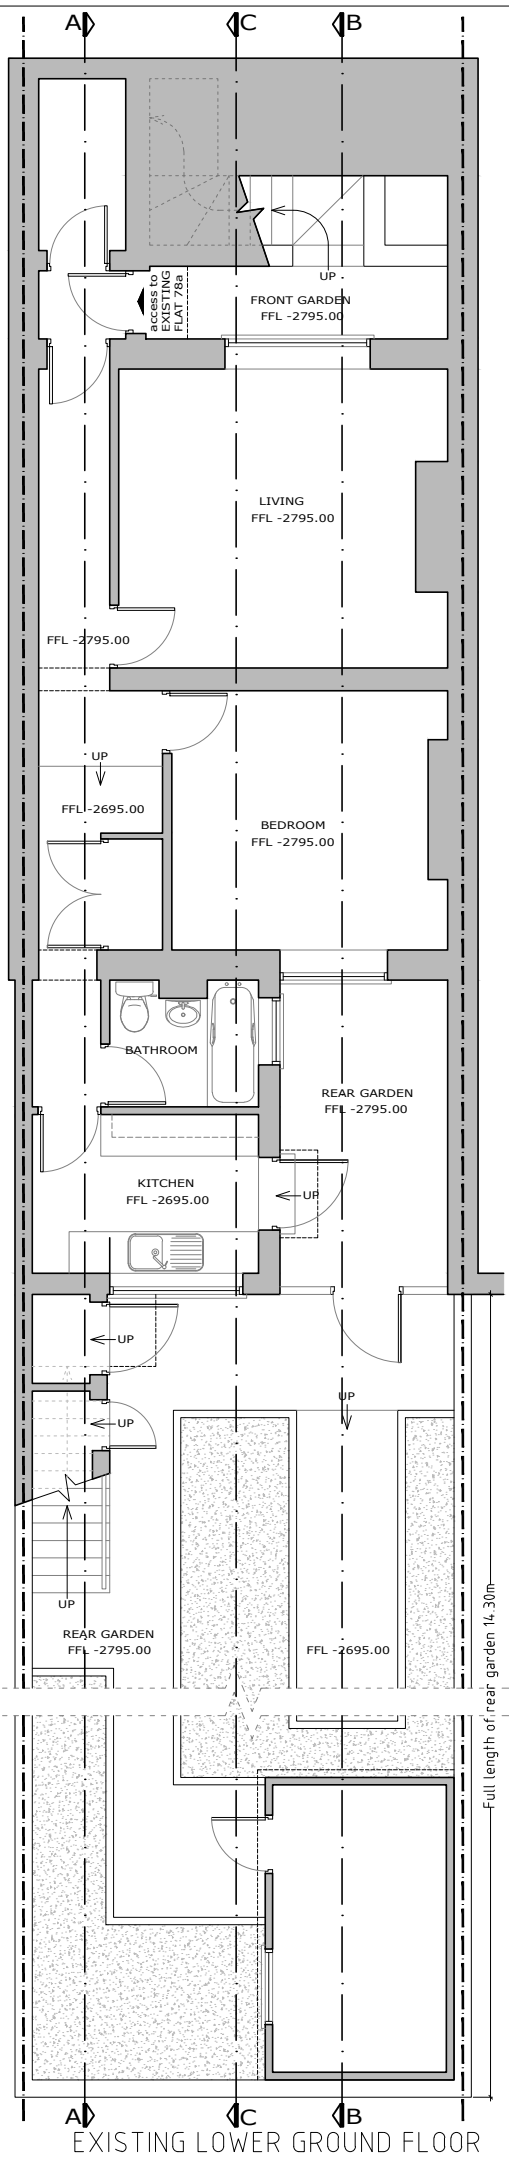 A C B
UP
access to
EXISTING
FLAT 78a
FRONT GARDEN
FFL -2795.00
LIVING
FFL -2795.00
FFL -2795.00
UP
FFL -2695.00
BEDROOM
FFL -2795.00
BATHROOM
REAR GARDEN
FFL -2795.00
KITCHEN
FFL -2695.00
UP
UP
UP
UP
UP
REAR GARDEN
FFL -2795.00
FFL -2695.00
Full length of rear garden 14.30m
A C B
EXISTING LOWER GROUND FLOOR